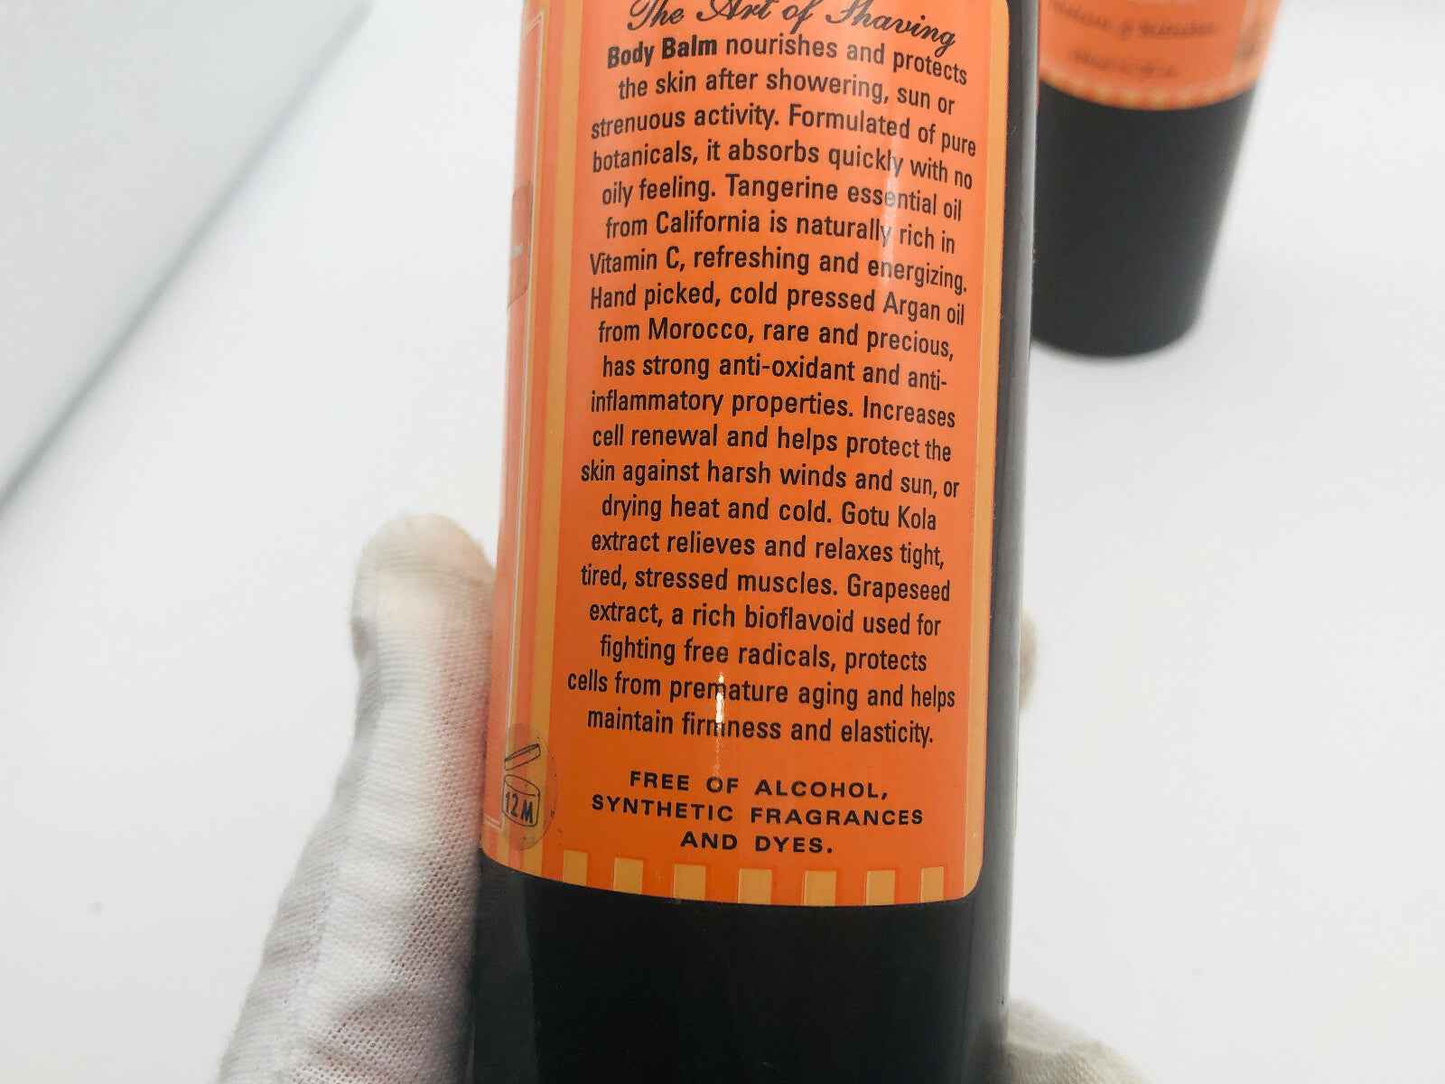 The Art of Shaving
Body Balm nourishes and protects
the skin after showering, sun or
strenuous activity. Formulated of pure
botanicals, it absorbs quickly with no
oily feeling. Tangerine essential oil
from California is naturally rich in
Vitamin C, refreshing and energizing.
Hand picked, cold pressed Argan oil
from Morocco, rare and precious,
has strong anti-oxidant and anti-
inflammatory properties. Increases
cell renewal and helps protect the
skin against harsh winds and sun, or
drying heat and cold. Gotu Kola
extract relieves and relaxes tight,
tired, stressed muscles. Grapeseed
extract, a rich bioflavoid used for
fighting free radicals, protects
cells from premature aging and helps
maintain firmness and elasticity.
FREE OF ALCOHOL,
SYNTHETIC FRAGRANCES
AND DYES.
12M